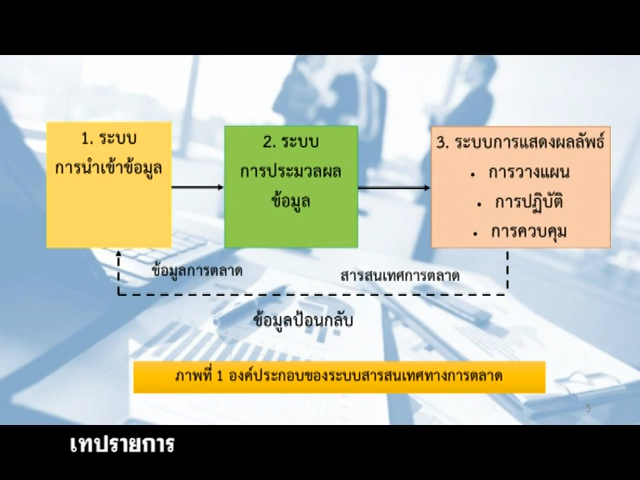 1. ระบบ
การนำเข้าข้อมูล
2. ระบบ
การประมวลผล
ข้อมูล
3. ระบบการแสดงผลลัพธ์
• การวางแผน
• การปฏิบัติ
• การควบคุม
ข้อมูลการตลาด
สารสนเทศการตลาด
ข้อมูลป้อนกลับ
ภาพที่ 1 องค์ประกอบของระบบสารสนเทศทางการตลาด
5
เทปรายการ